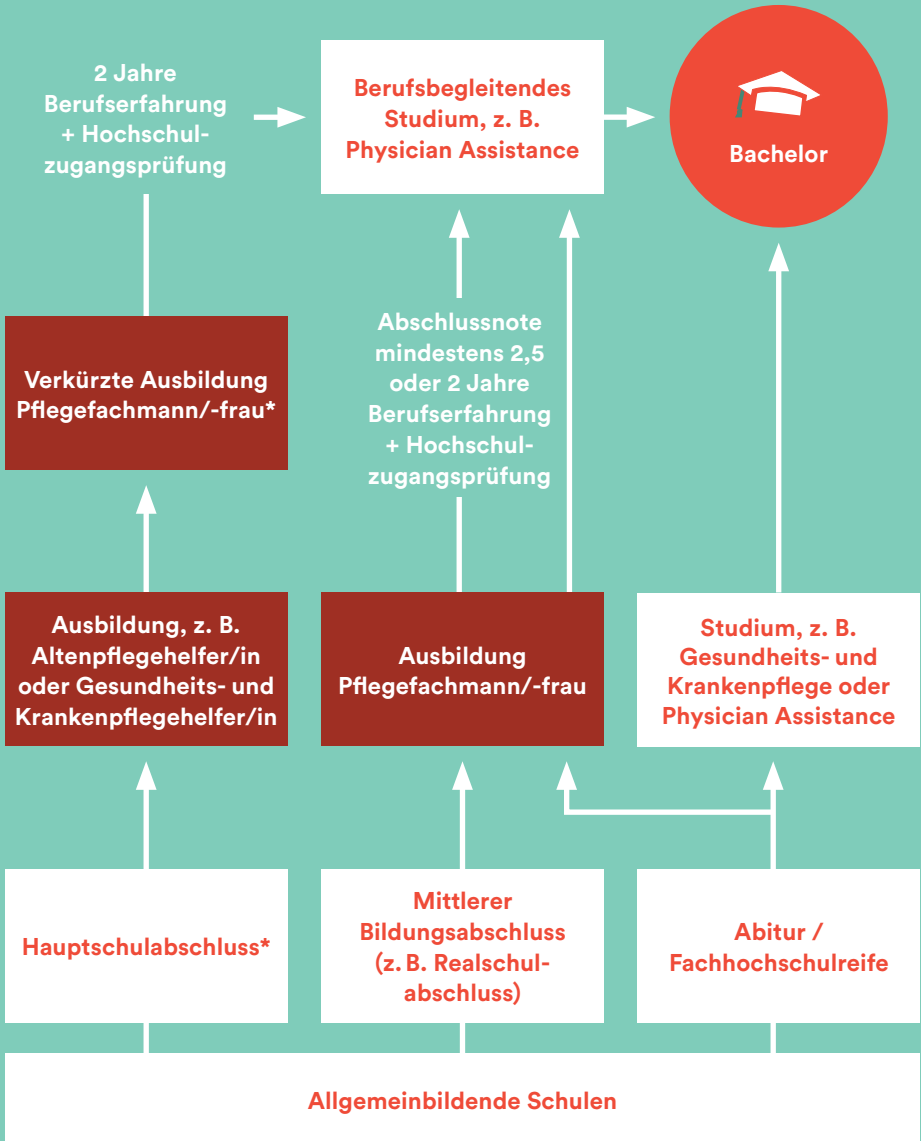 2 Jahre
Berufserfahrung
+ Hochschul-
zugangsprüfung
Berufsbegleitendes
Studium, z. B.
Physician Assistance
Bachelor
Verkürzte Ausbildung
Pflegefachmann/-frau*
Abschlussnote
mindestens 2,5
oder 2 Jahre
Berufserfahrung
+ Hochschul-
zugangsprüfung
Ausbildung, z. B.
Altenpflegehelfer/in
oder Gesundheits- und
Krankenpflegehelfer/in
Ausbildung
Pflegefachmann/-frau
Studium, z. B.
Gesundheits- und
Krankenpflege oder
Physician Assistance
Hauptschulabschluss*
Mittlerer
Bildungsabschluss
(z. B. Realschul-
abschluss)
Abitur /
Fachhochschulreife
Allgemeinbildende Schulen